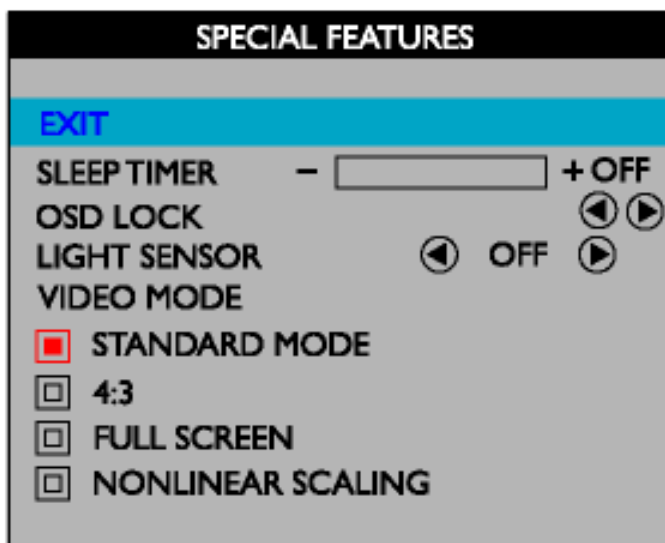 SPECIAL FEATURES
EXIT
SLEEP TIMER - + OFF
OSD LOCK
LIGHT SENSOR OFF
VIDEO MODE
STANDARD MODE
4:3
FULL SCREEN
NONLINEAR SCALING